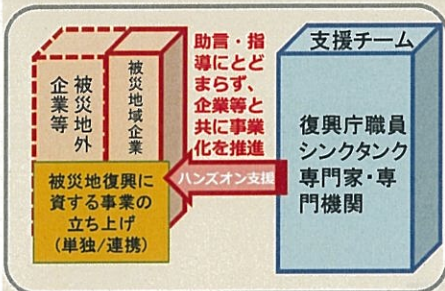 被災地外
企業等
被災地域企業
助言・指
導にとど
まらず、
企業等と
共に事業
化を推進
支援チーム
復興庁職員
シンクタンク
専門家・専
門機関
ハンズオン支援
被災地復興に
資する事業の
立ち上げ
(単独/連携)